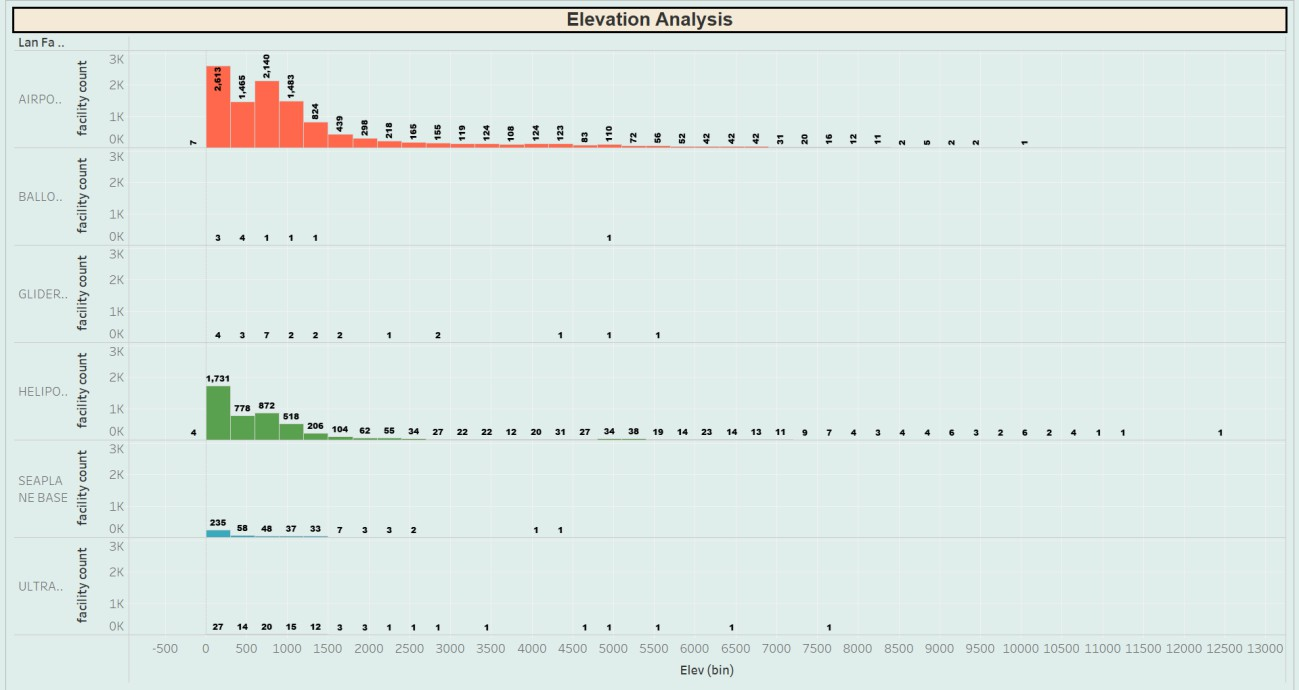 Elevation Analysis
Lan Fa ..
AIRPO..
facility count
3K
2K
1K
0K
7 2,613 1,465 2,140 1,483 824 439 298 218 165 155 119 124 108 124 123 83 110 72 56 52 42 42 42 31 20 16 12 11 2 5 2 2 1
BALLO..
facility count
3K
2K
1K
0K
3 4 1 1 1 1
GLIDER..
facility count
3K
2K
1K
0K
4 3 7 2 2 2 1 2 1 1 1
HELIPO..
facility count
3K
2K
1K
0K
4 1,731 778 872 518 206 104 62 55 34 27 22 22 12 20 31 27 34 38 19 14 23 14 13 11 9 7 4 3 4 4 6 3 2 6 2 4 1 1 1
SEAPLA
NE BASE
facility count
3K
2K
1K
0K
235 58 48 37 33 7 3 3 2 1 1
ULTRA..
facility count
3K
2K
1K
0K
27 14 20 15 12 3 3 1 1 1 1 1 1 1 1 1
-500 0 500 1000 1500 2000 2500 3000 3500 4000 4500 5000 5500 6000 6500 7000 7500 8000 8500 9000 9500 10000 10500 11000 11500 12000 12500 13000
Elev (bin)